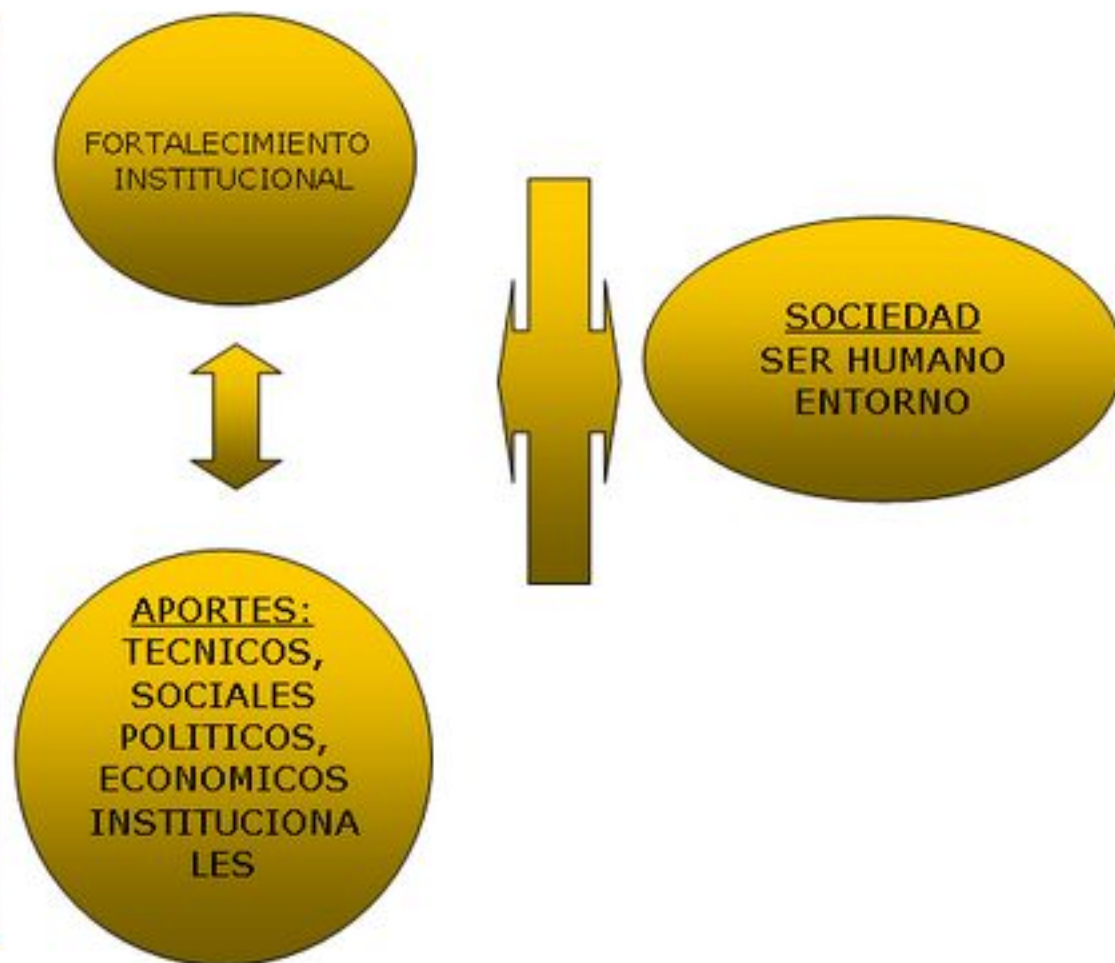 FORTALECIMIENTO
INSTITUCIONAL
SOCIEDAD
SER HUMANO
ENTORNO
APORTES:
TECNICOS,
SOCIALES
POLITICOS,
ECONOMICOS
INSTITUCIONA
LES